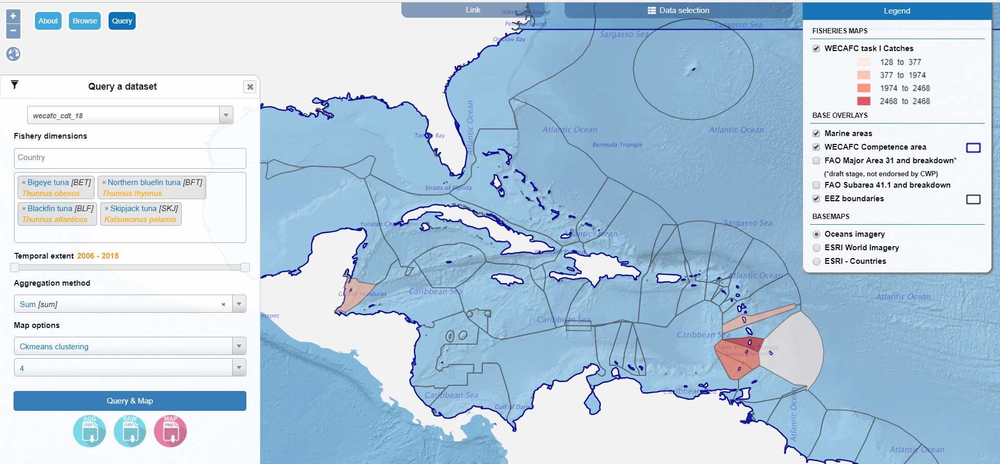 Link
Data selection
Legend
About
Browse
Query
Query a dataset
wecafc_cdt_18
Fishery dimensions
Country
× Bigeye tuna [BET]
Thunnus obesus
× Northern bluefin tuna [BFT]
Thunnus thynnus
× Blackfin tuna [BLF]
Thunnus atlanticus
× Skipjack tuna [SKJ]
Katsuwonus pelamis
Temporal extent 2006 - 2015
Aggregation method
Sum [sum] ×
Map options
Ckmeans clustering
4
Query & Map
AGG
CSV
RAW
CSV
MAP
PNG
FISHERIES MAPS
WECAFC task I Catches
128 to 377
377 to 1974
1974 to 2468
2468 to 2468
BASE OVERLAYS
Marine areas
WECAFC Competence area
FAO Major Area 31 and breakdown*
(*draft stage, not endorsed by CWP)
FAO Subarea 41.1 and breakdown
EEZ boundaries
BASEMAPS
Oceans imagery
ESRI World Imagery
ESRI - Countries
Sound
Sound
Onslow Bay
Sargasso Sea
Sargasso Sea
Atlantic Ocean
Atlantic Ocean
Atlantic Ocean
Bermuda Triangle
Tampa Bay
Straits of Florida
Yucatan Channel
Atlantic Ocean
Sargasso Sea
Windward Passage
Atlantic Ocean
Atlantic Ocean
Gulf of Honduras
Caribbean Sea
ntepec
Caribbean Sea
Caribbean Sea
Saint Vincent Passage
Bequia Channel
Caribbean Sea
Caribbean Sea
Gulf of Darien
Atlantic Ocean
Atlantic Ocean